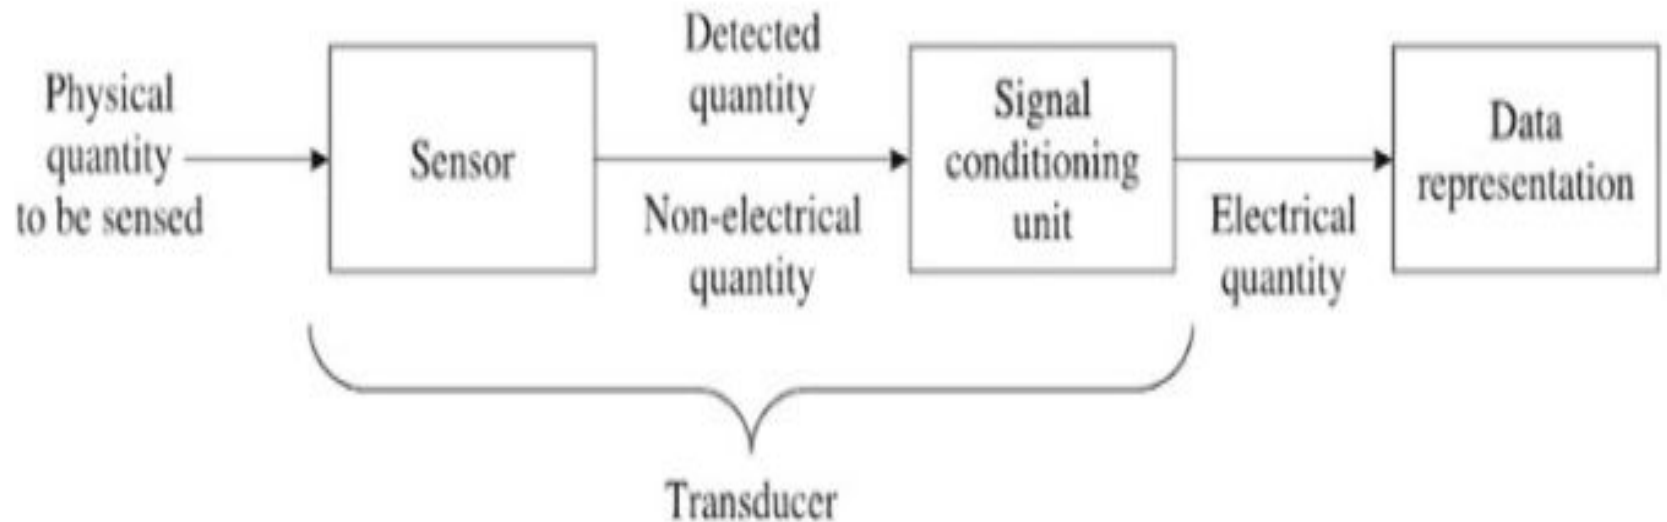 Physical
quantity
to be sensed
Sensor
Detected
quantity
Non-electrical
quantity
Signal
conditioning
unit
Electrical
quantity
Data
representation
Transducer